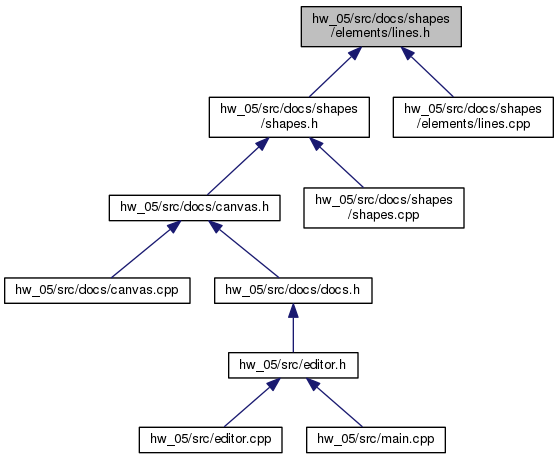 hw_05/src/docs/shapes
/elements/lines.h
hw_05/src/docs/shapes
/shapes.h
hw_05/src/docs/shapes
/elements/lines.cpp
hw_05/src/docs/canvas.h
hw_05/src/docs/shapes
/shapes.cpp
hw_05/src/docs/canvas.cpp
hw_05/src/docs/docs.h
hw_05/src/editor.h
hw_05/src/editor.cpp
hw_05/src/main.cpp